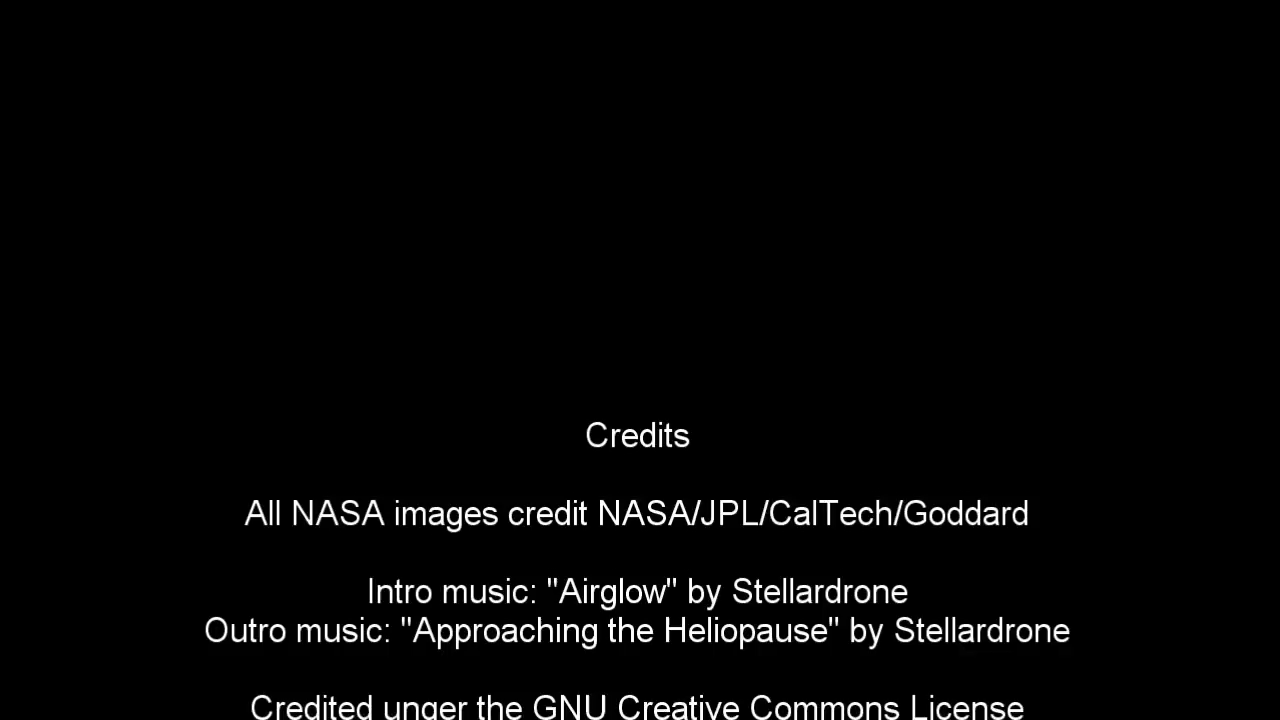 Credits
All NASA images credit NASA/JPL/CalTech/Goddard
Intro music: "Airglow" by Stellardrone
Outro music: "Approaching the Heliopause" by Stellardrone
Credited unger the GNU Creative Commons License